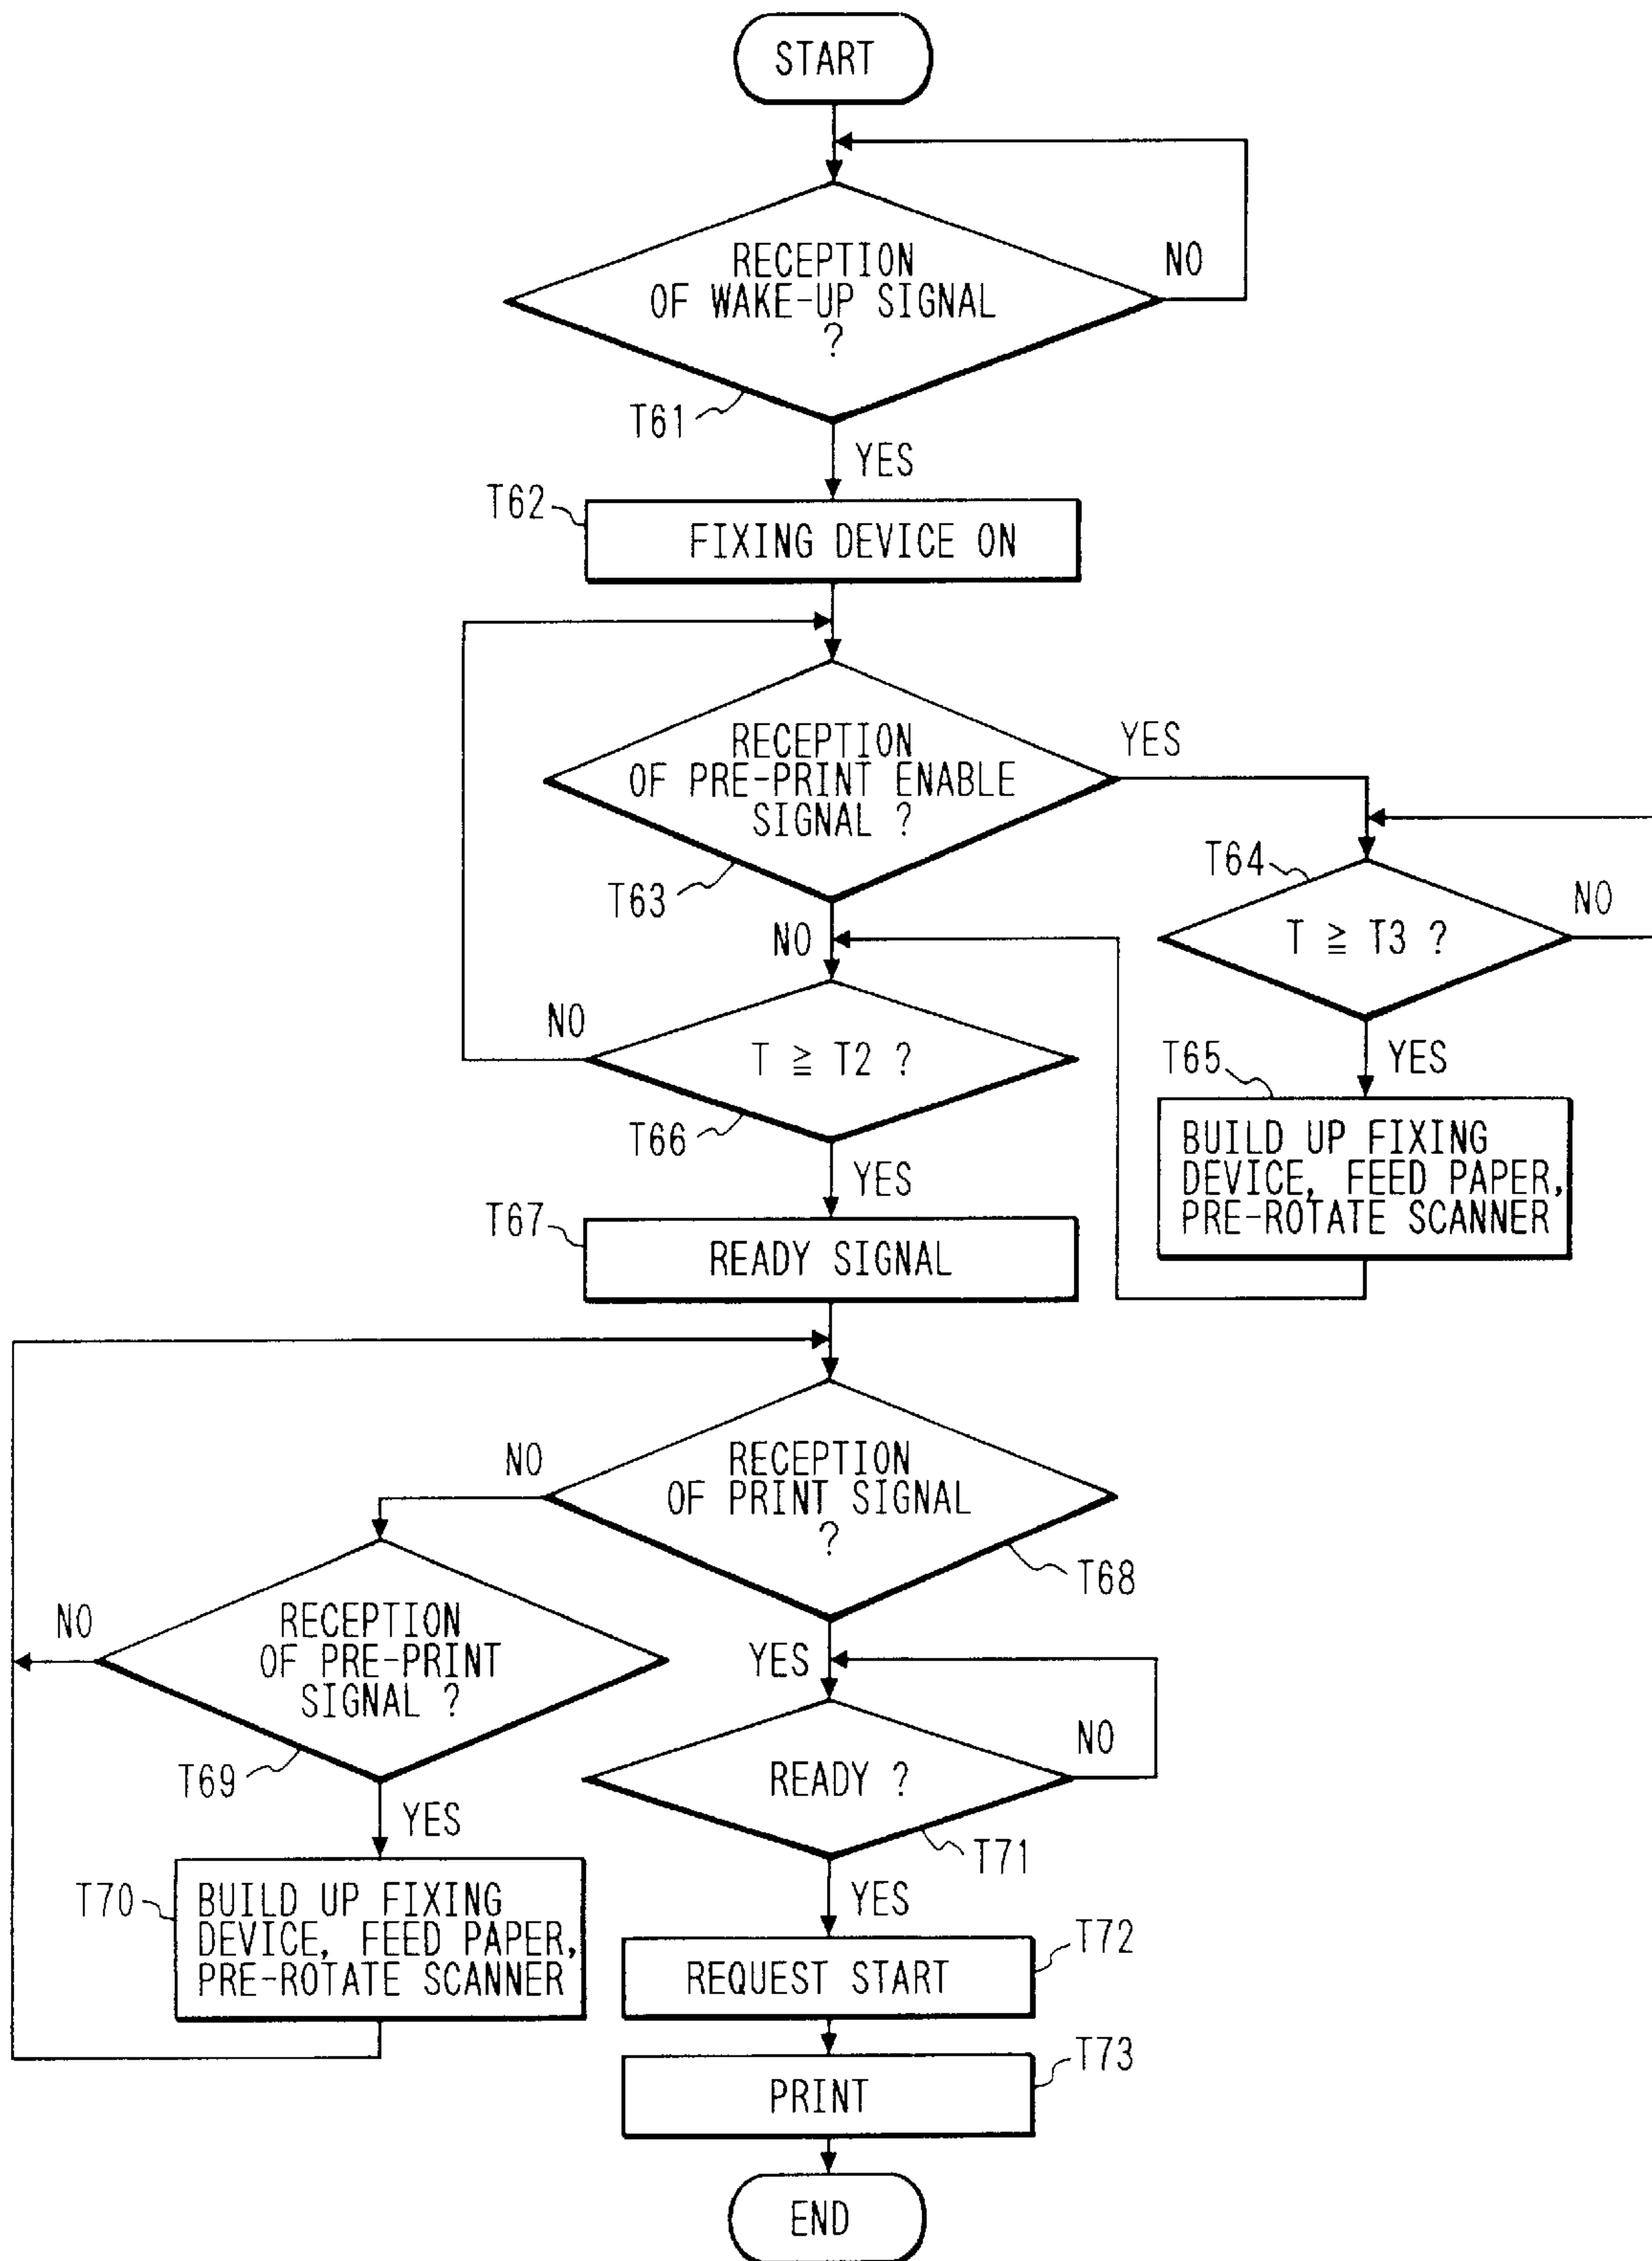 START
RECEPTION
OF WAKE-UP SIGNAL
?
NO
T61
YES
T62
FIXING DEVICE ON
RECEPTION
OF PRE-PRINT ENABLE
SIGNAL ?
YES
T63
NO
T64
T ≧ T3 ?
NO
YES
T65
BUILD UP FIXING
DEVICE, FEED PAPER,
PRE-ROTATE SCANNER
NO
T ≧ T2 ?
T66
YES
T67
READY SIGNAL
RECEPTION
OF PRINT SIGNAL
?
NO
T68
YES
RECEPTION
OF PRE-PRINT
SIGNAL ?
NO
T69
YES
T70
BUILD UP FIXING
DEVICE, FEED PAPER,
PRE-ROTATE SCANNER
READY ?
NO
T71
YES
REQUEST START
T72
PRINT
T73
END